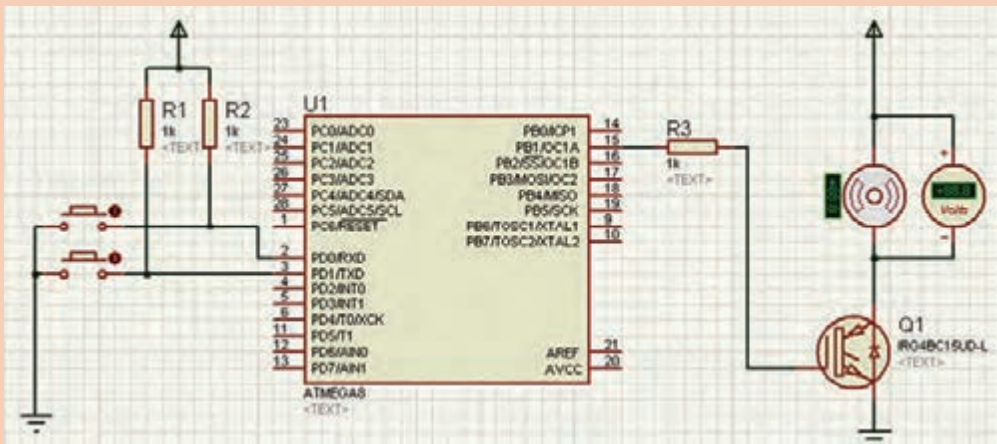 R1
1k
<TEXT>
R2
1k
<TEXT>
U1
23
24
25
26
27
28
1
PC0/ADC0
PC1/ADC1
PC2/ADC2
PC3/ADC3
PC4/ADC4/SDA
PC5/ADC5/SCL
PC6/RESET
2
3
4
5
6
11
12
13
PD0/RXD
PD1/TXD
PD2/INT0
PD3/INT1
PD4/T0/XCK
PD5/T1
PD6/AIN0
PD7/AIN1
PB0/ICP1
PB1/OC1A
PB2/SS/OC1B
PB3/MOSI/OC2
PB4/MISO
PB5/SCK
PB6/TOSC1/XTAL1
PB7/TOSC2/XTAL2
14
15
16
17
18
19
9
10
AREF
AVCC
21
20
ATMEGA8
<TEXT>
R3
1k
<TEXT>
+
Volts
-
Q1
IRG4BC15UD-L
<TEXT>